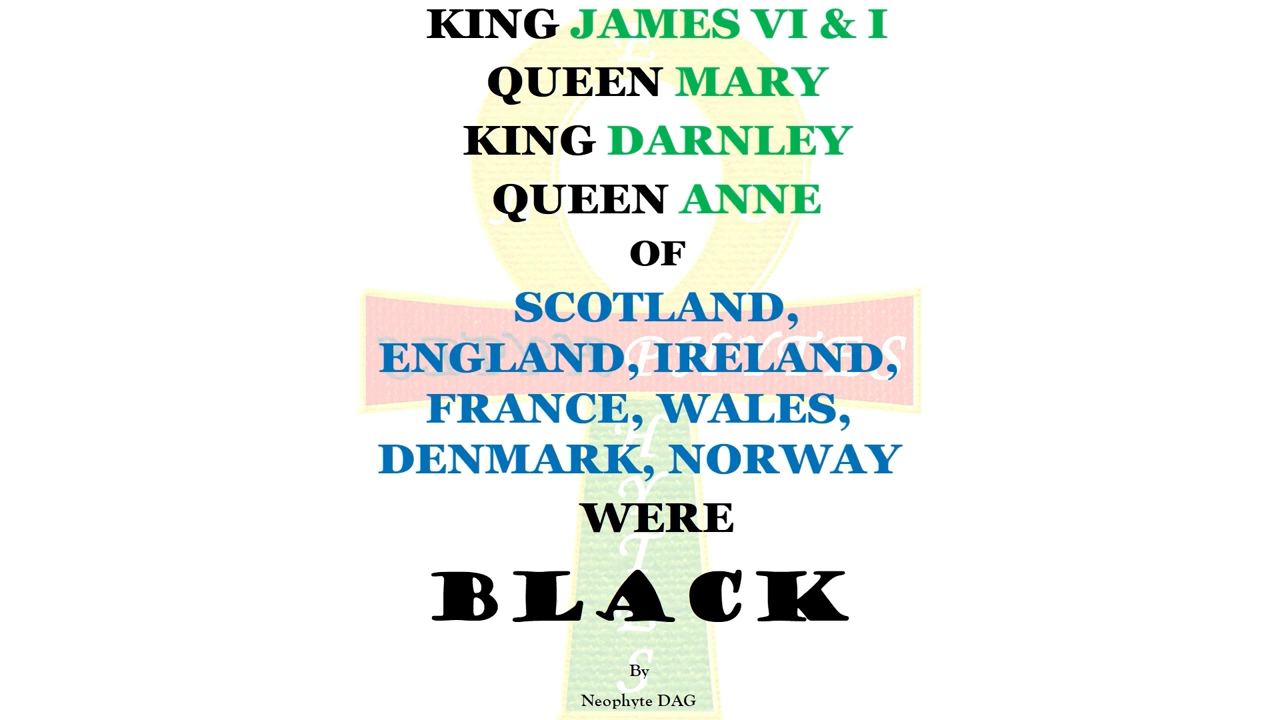 KING JAMES VI & I
QUEEN MARY
KING DARNLEY
QUEEN ANNE
OF
SCOTLAND,
ENGLAND, IRELAND,
FRANCE, WALES,
DENMARK, NORWAY
WERE
BLACK
By
Neophyte DAG